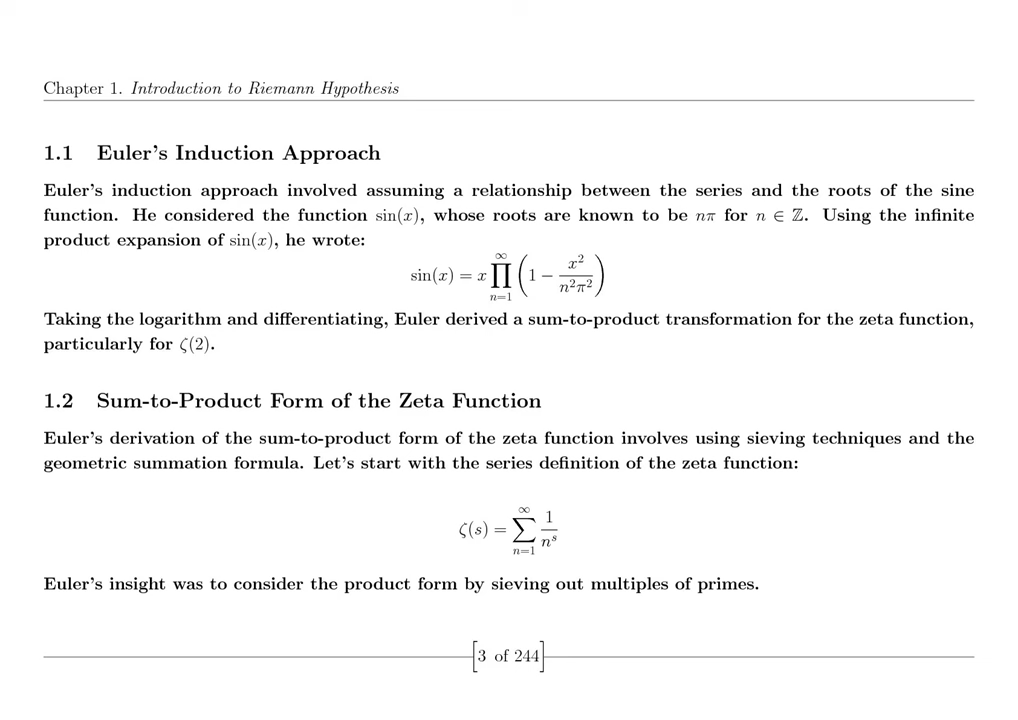 Chapter 1. Introduction to Riemann Hypothesis
1.1 Euler's Induction Approach
Euler's induction approach involved assuming a relationship between the series and the roots of the sine
function. He considered the function sin(x), whose roots are known to be nπ for n ∈ ℤ. Using the infinite
product expansion of sin(x), he wrote:
sin(x) = x ∏_{n=1}^{∞} (1 − x²/(n²π²))
Taking the logarithm and differentiating, Euler derived a sum-to-product transformation for the zeta function,
particularly for ζ(2).
1.2 Sum-to-Product Form of the Zeta Function
Euler's derivation of the sum-to-product form of the zeta function involves using sieving techniques and the
geometric summation formula. Let's start with the series definition of the zeta function:
ζ(s) = ∑_{n=1}^{∞} 1/n^s
Euler's insight was to consider the product form by sieving out multiples of primes.
[3 of 244]